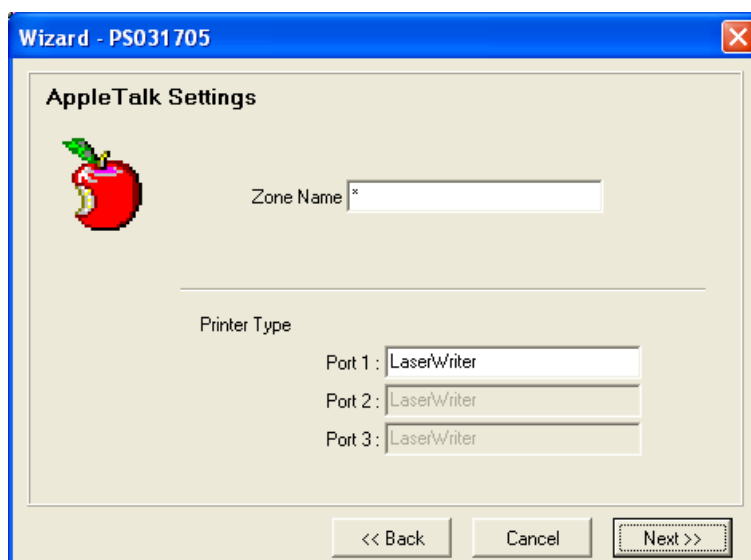 Wizard - PS031705
AppleTalk Settings
Zone Name *
Printer Type
Port 1 : LaserWriter
Port 2 : LaserWriter
Port 3 : LaserWriter
<< Back Cancel Next >>